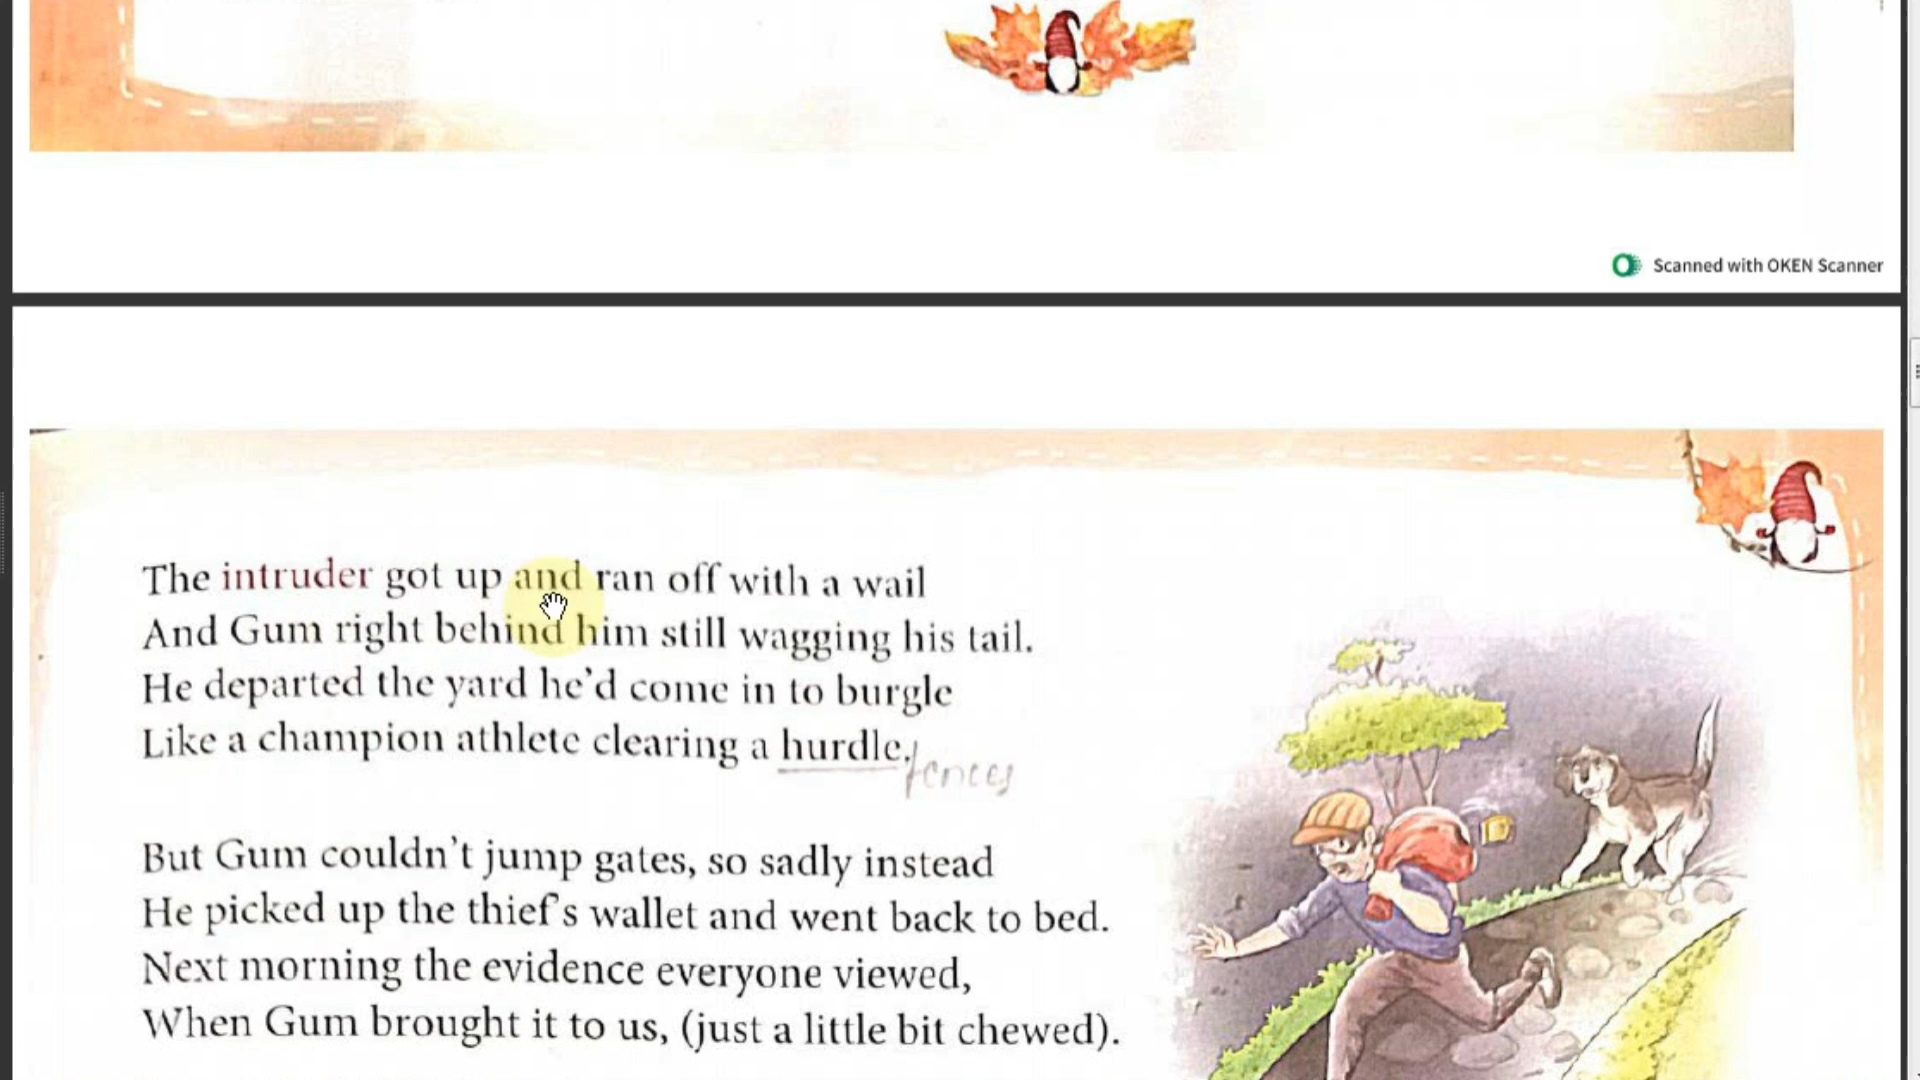 Scanned with OKEN Scanner
The intruder got up and ran off with a wail
And Gum right behind him still wagging his tail.
He departed the yard he'd come in to burgle
Like a champion athlete clearing a hurdle.
fences
But Gum couldn't jump gates, so sadly instead
He picked up the thief's wallet and went back to bed.
Next morning the evidence everyone viewed,
When Gum brought it to us, (just a little bit chewed).